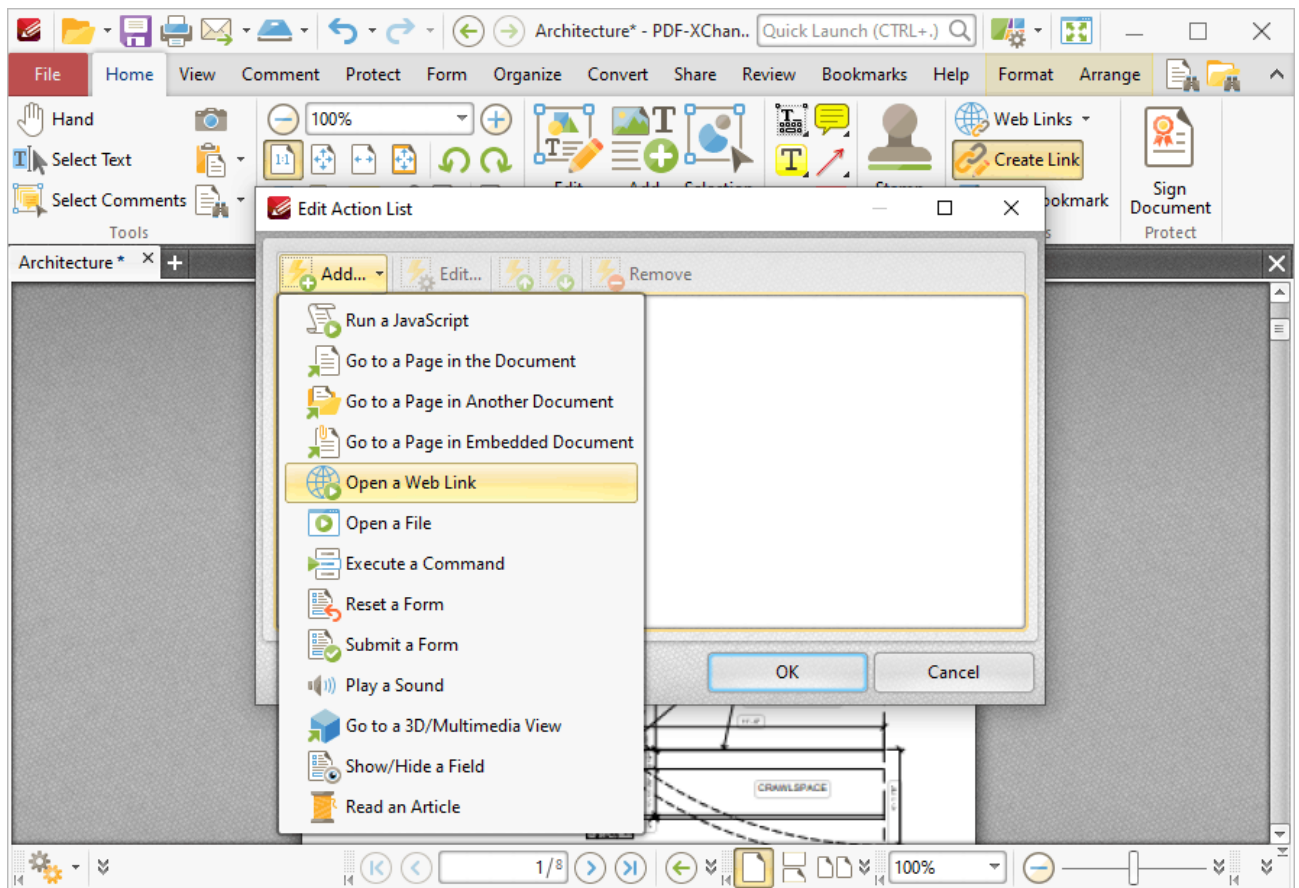 Architecture* - PDF-XChan.. Quick Launch (CTRL+.)
File Home View Comment Protect Form Organize Convert Share Review Bookmarks Help Format Arrange
Hand 100% Web Links
Select Text 1:1 Create Link
Select Comments ookmark Sign Document
Tools Protect
Edit Action List
Architecture *
Add... Edit... Remove
Run a JavaScript
Go to a Page in the Document
Go to a Page in Another Document
Go to a Page in Embedded Document
Open a Web Link
Open a File
Execute a Command
Reset a Form
Submit a Form
Play a Sound
Go to a 3D/Multimedia View
Show/Hide a Field
Read an Article
OK Cancel
CRAWLSPACE
1/8 100%